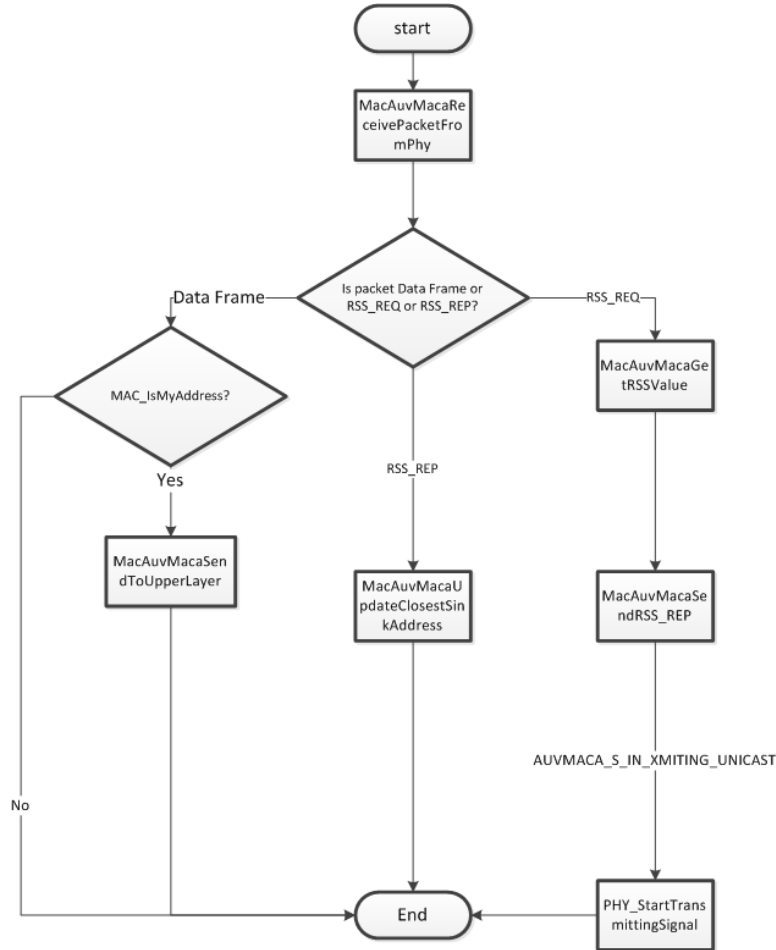 start
MacAuvMacaRe
ceivePacketFro
mPhy
Is packet Data Frame or
RSS_REQ or RSS_REP?
Data Frame
RSS_REQ
MAC_IsMyAddress?
MacAuvMacaGe
tRSSValue
RSS_REP
Yes
MacAuvMacaSen
dToUpperLayer
MacAuvMacaU
pdateClosestSin
kAddress
MacAuvMacaSe
ndRSS_REP
AUVMACA_S_IN_XMITING_UNICAST
No
End
PHY_StartTrans
mittingSignal